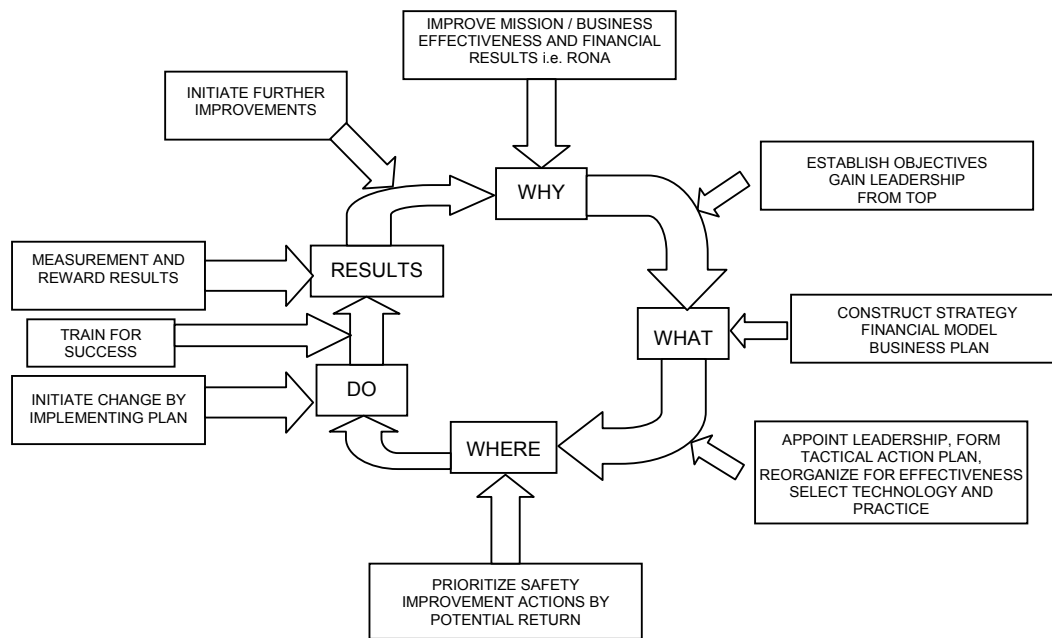 IMPROVE MISSION / BUSINESS
EFFECTIVENESS AND FINANCIAL
RESULTS i.e. RONA
INITIATE FURTHER
IMPROVEMENTS
WHY
ESTABLISH OBJECTIVES
GAIN LEADERSHIP
FROM TOP
MEASUREMENT AND
REWARD RESULTS
RESULTS
CONSTRUCT STRATEGY
FINANCIAL MODEL
BUSINESS PLAN
WHAT
TRAIN FOR
SUCCESS
DO
INITIATE CHANGE BY
IMPLEMENTING PLAN
WHERE
APPOINT LEADERSHIP, FORM
TACTICAL ACTION PLAN,
REORGANIZE FOR EFFECTIVENESS
SELECT TECHNOLOGY AND
PRACTICE
PRIORITIZE SAFETY
IMPROVEMENT ACTIONS BY
POTENTIAL RETURN